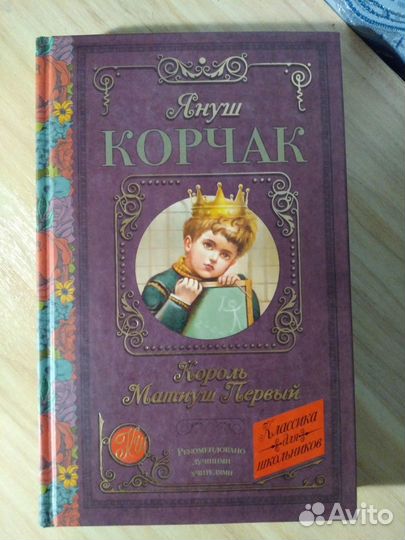 Януш
КОРЧАК
Король
Матиуш Первый
Классика
для
школьников
Рекомендовано
лучшими
учителями
Avito